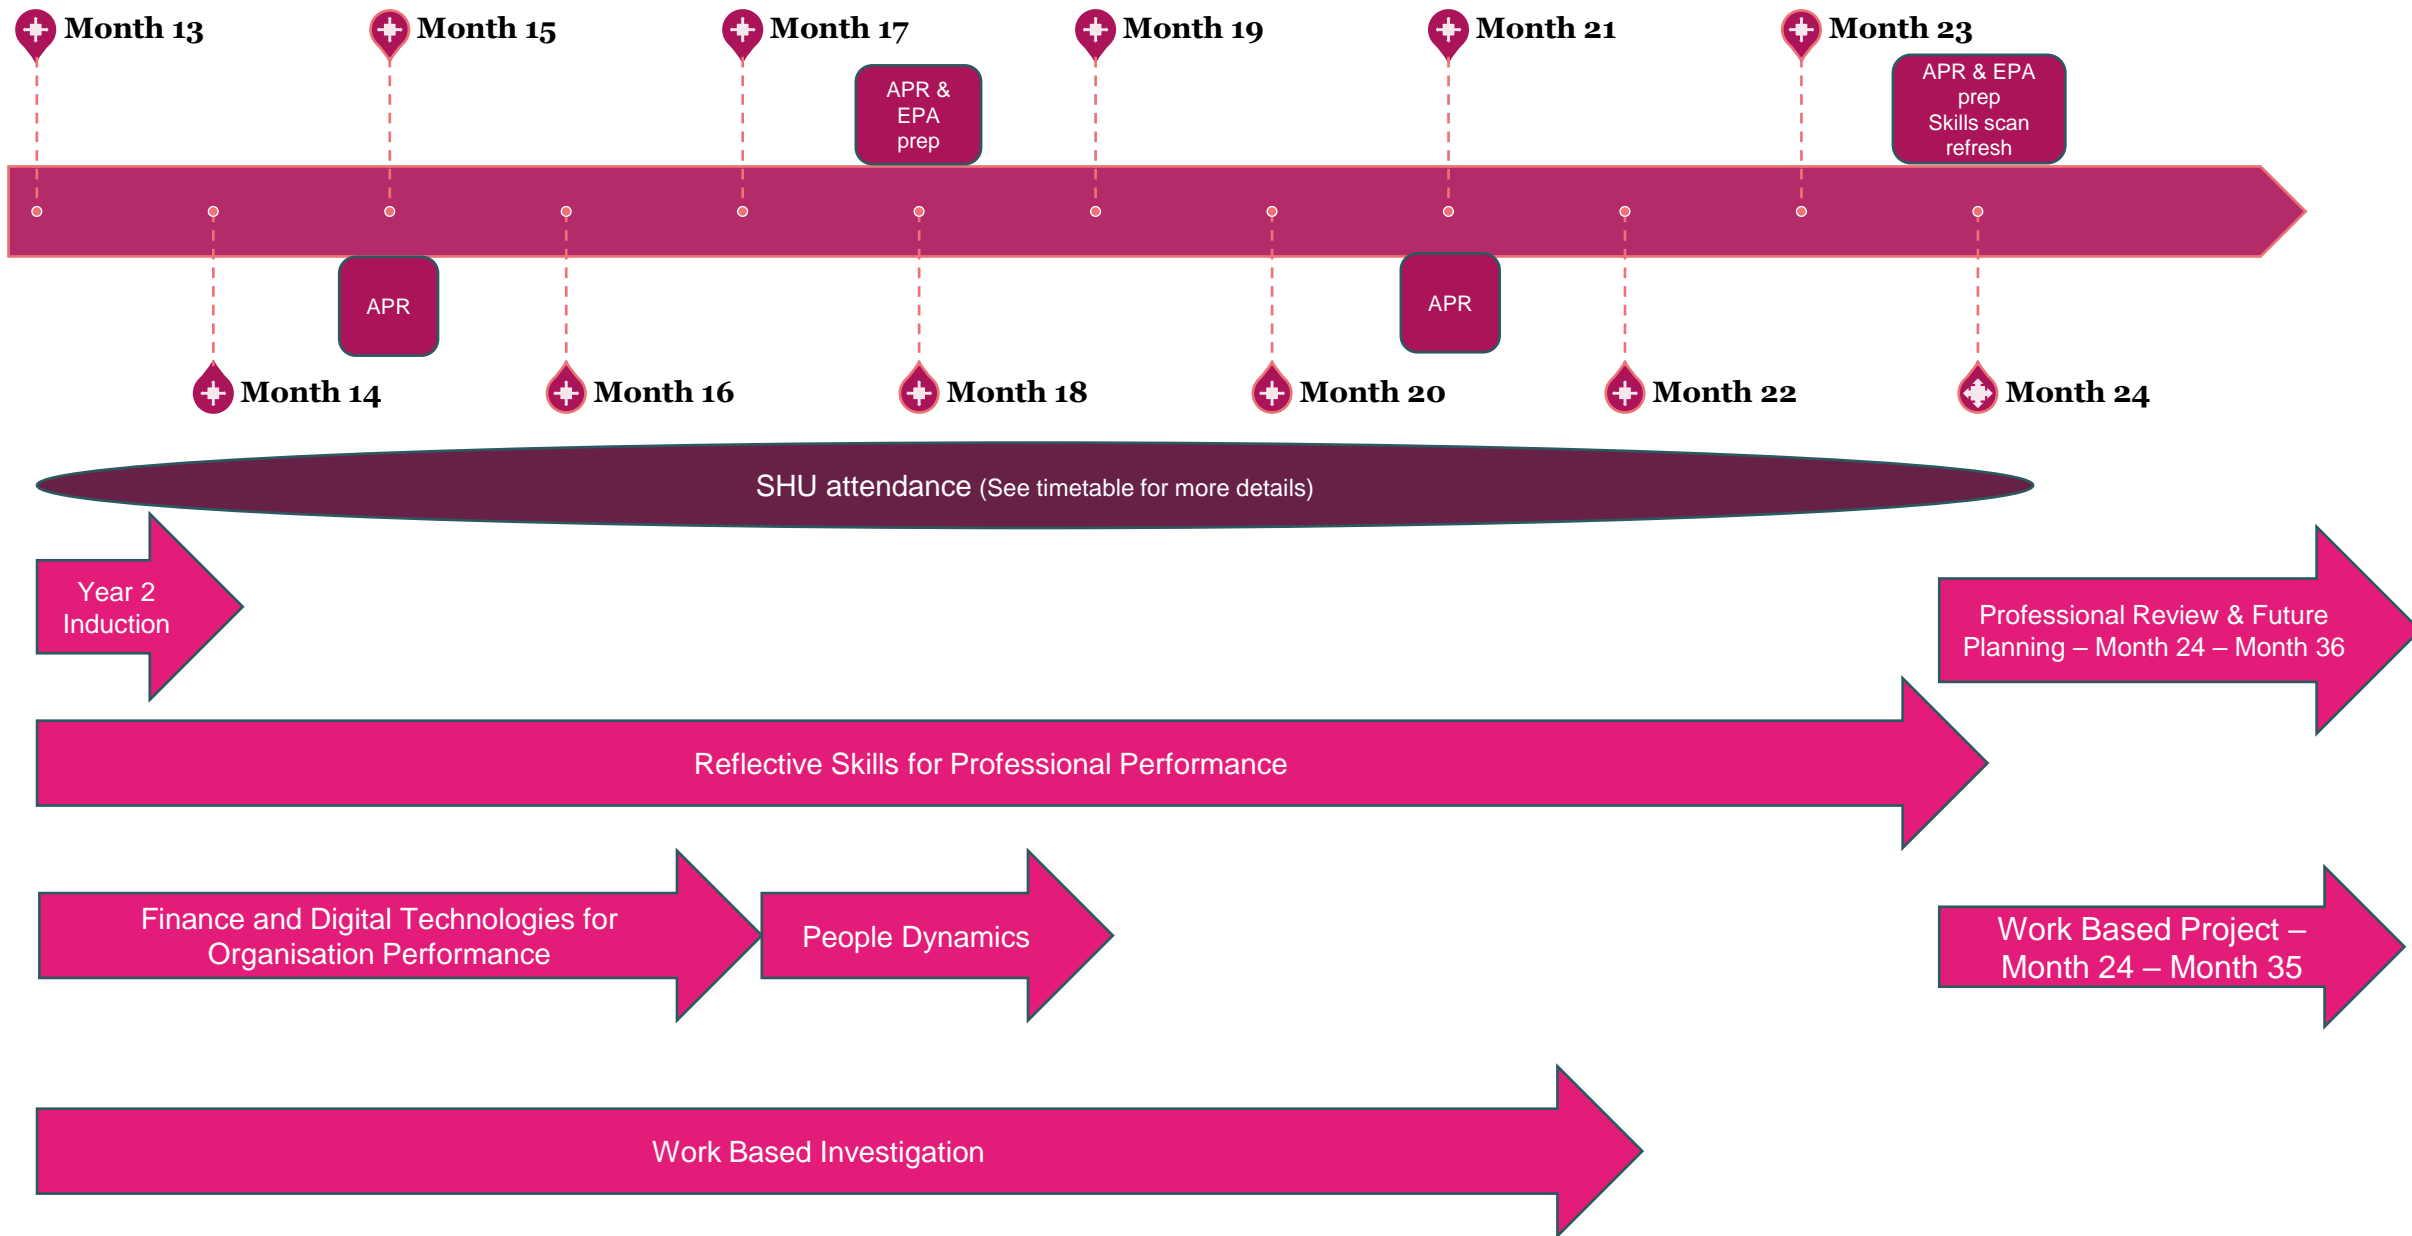 Month 13
Month 15
Month 17
Month 19
Month 21
Month 23
APR &
EPA
prep
APR & EPA
prep
Skills scan
refresh
APR
APR
Month 14
Month 16
Month 18
Month 20
Month 22
Month 24
SHU attendance (See timetable for more details)
Year 2
Induction
Professional Review & Future
Planning – Month 24 – Month 36
Reflective Skills for Professional Performance
Finance and Digital Technologies for
Organisation Performance
People Dynamics
Work Based Project –
Month 24 – Month 35
Work Based Investigation